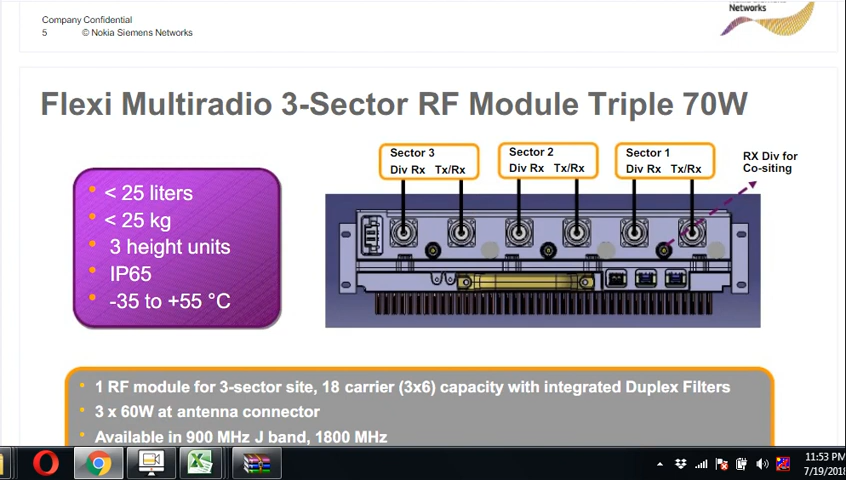 Company Confidential
5 © Nokia Siemens Networks
Networks
Flexi Multiradio 3-Sector RF Module Triple 70W
Sector 3
Div Rx Tx/Rx
Sector 2
Div Rx Tx/Rx
Sector 1
Div Rx Tx/Rx
RX Div for
Co-siting
• < 25 liters
• < 25 kg
• 3 height units
• IP65
• -35 to +55 °C
• 1 RF module for 3-sector site, 18 carrier (3x6) capacity with integrated Duplex Filters
• 3 x 60W at antenna connector
• Available in 900 MHz J band, 1800 MHz
11:53 PM
7/19/2018